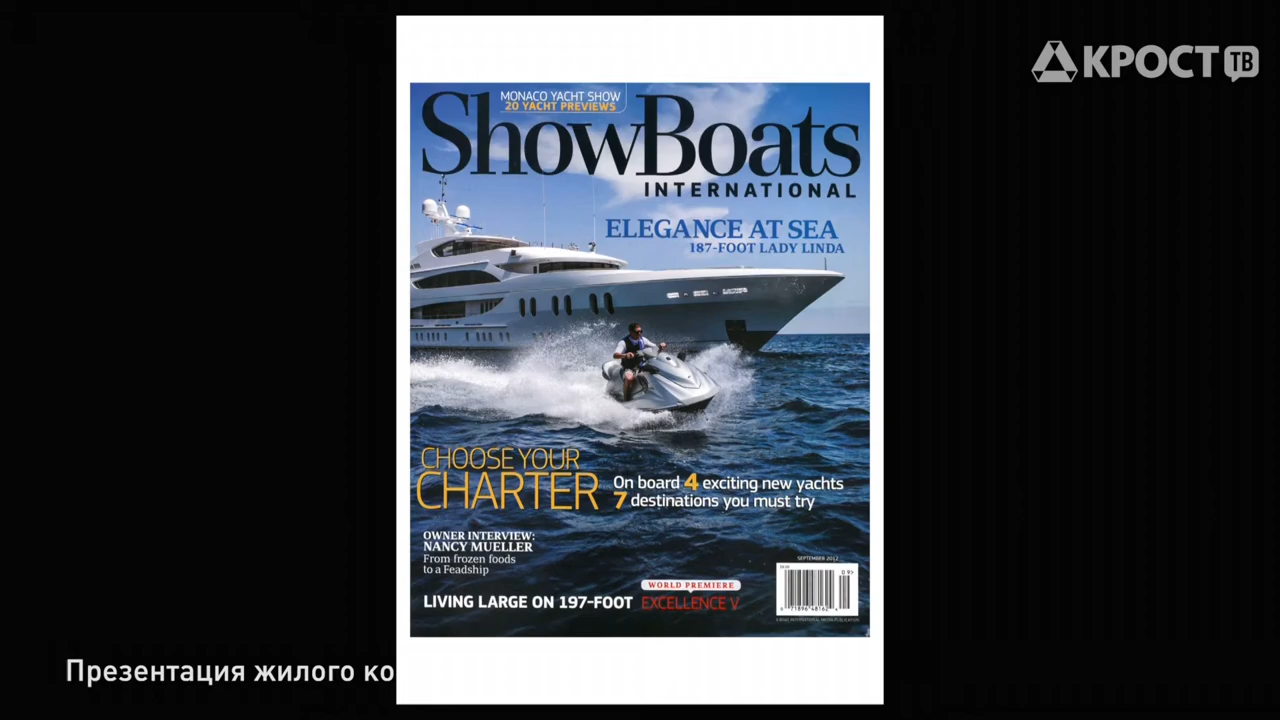 КРОСТ ТВ
MONACO YACHT SHOW
20 YACHT PREVIEWS
ShowBoats
INTERNATIONAL
ELEGANCE AT SEA
187-FOOT LADY LINDA
CHOOSE YOUR
CHARTER
On board 4 exciting new yachts
7 destinations you must try
OWNER INTERVIEW:
NANCY MUELLER
From frozen foods
to a Feadship
SEPTEMBER 2012
WORLD PREMIERE
LIVING LARGE ON 197-FOOT EXCELLENCE V
09>
Презентация жилого ко